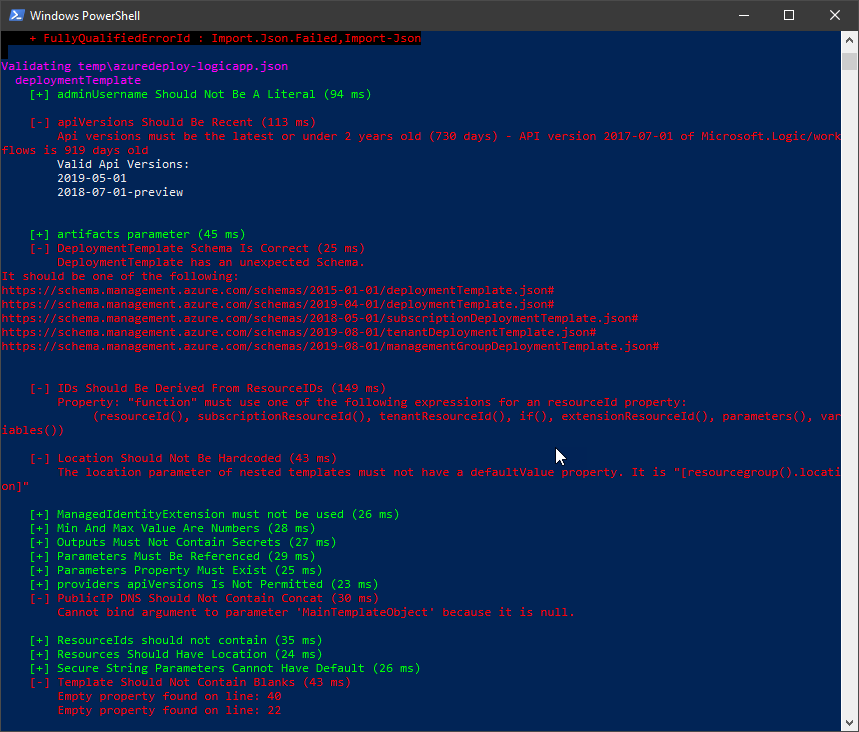 Windows PowerShell
+ FullyQualifiedErrorId : Import.Json.Failed,Import-Json
Validating temp\azuredeploy-logicapp.json
deploymentTemplate
[+] adminUsername Should Not Be A Literal (94 ms)
[-] apiVersions Should Be Recent (113 ms)
Api versions must be the latest or under 2 years old (730 days) - API version 2017-07-01 of Microsoft.Logic/work
flows is 919 days old
Valid Api Versions:
2019-05-01
2018-07-01-preview
[+] artifacts parameter (45 ms)
[-] DeploymentTemplate Schema Is Correct (25 ms)
DeploymentTemplate has an unexpected Schema.
It should be one of the following:
https://schema.management.azure.com/schemas/2015-01-01/deploymentTemplate.json#
https://schema.management.azure.com/schemas/2019-04-01/deploymentTemplate.json#
https://schema.management.azure.com/schemas/2018-05-01/subscriptionDeploymentTemplate.json#
https://schema.management.azure.com/schemas/2019-08-01/tenantDeploymentTemplate.json#
https://schema.management.azure.com/schemas/2019-08-01/managementGroupDeploymentTemplate.json#
[-] IDs Should Be Derived From ResourceIDs (149 ms)
Property: "function" must use one of the following expressions for an resourceId property:
(resourceId(), subscriptionResourceId(), tenantResourceId(), if(), extensionResourceId(), parameters(), var
iables())
[-] Location Should Not Be Hardcoded (43 ms)
The location parameter of nested templates must not have a defaultValue property. It is "[resourcegroup().locati
on]"
[+] ManagedIdentityExtension must not be used (26 ms)
[+] Min And Max Value Are Numbers (28 ms)
[+] Outputs Must Not Contain Secrets (27 ms)
[+] Parameters Must Be Referenced (29 ms)
[+] Parameters Property Must Exist (25 ms)
[+] providers apiVersions Is Not Permitted (23 ms)
[-] PublicIP DNS Should Not Contain Concat (30 ms)
Cannot bind argument to parameter 'MainTemplateObject' because it is null.
[+] ResourceIds should not contain (35 ms)
[+] Resources Should Have Location (24 ms)
[+] Secure String Parameters Cannot Have Default (26 ms)
[-] Template Should Not Contain Blanks (43 ms)
Empty property found on line: 40
Empty property found on line: 22